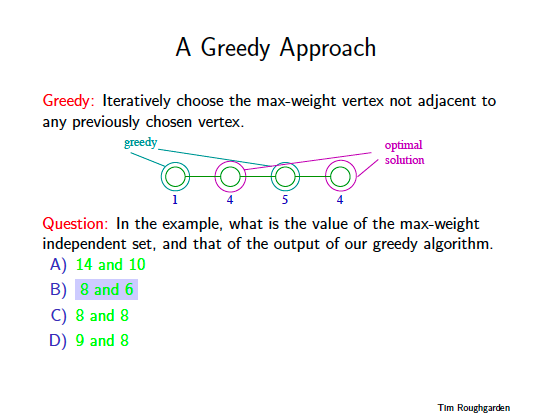 A Greedy Approach
Greedy: Iteratively choose the max-weight vertex not adjacent to
any previously chosen vertex.
greedy
optimal
solution
1 4 5 4
Question: In the example, what is the value of the max-weight
independent set, and that of the output of our greedy algorithm.
A) 14 and 10
B) 8 and 6
C) 8 and 8
D) 9 and 8
Tim Roughgarden